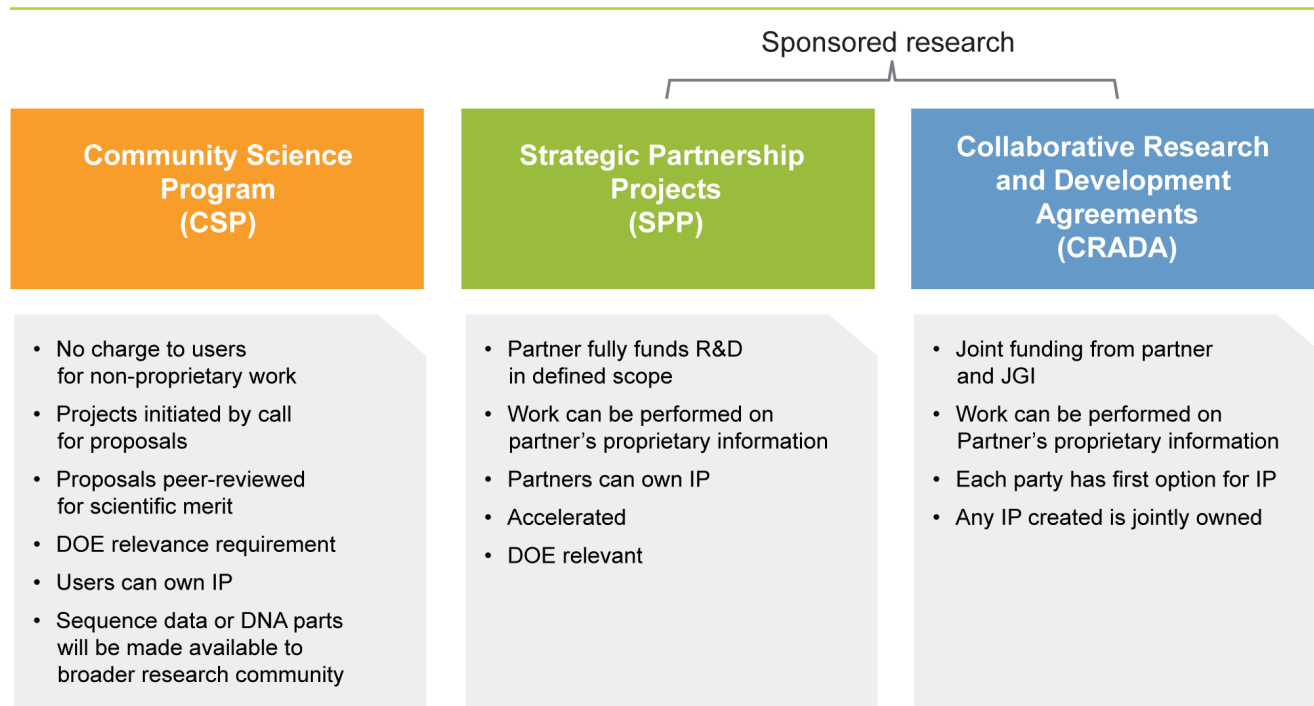 Sponsored research
Community Science
Program
(CSP)
• No charge to users
for non-proprietary work
• Projects initiated by call
for proposals
• Proposals peer-reviewed
for scientific merit
• DOE relevance requirement
• Users can own IP
• Sequence data or DNA parts
will be made available to
broader research community
Strategic Partnership
Projects
(SPP)
• Partner fully funds R&D
in defined scope
• Work can be performed on
partner’s proprietary information
• Partners can own IP
• Accelerated
• DOE relevant
Collaborative Research
and Development
Agreements
(CRADA)
• Joint funding from partner
and JGI
• Work can be performed on
Partner’s proprietary information
• Each party has first option for IP
• Any IP created is jointly owned